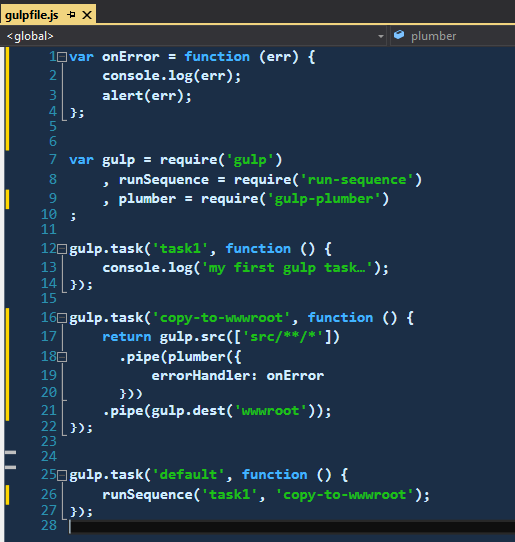 gulpfile.js
<global> plumber
1 var onError = function (err) {
2 console.log(err);
3 alert(err);
4 };
5
6
7 var gulp = require('gulp')
8 , runSequence = require('run-sequence')
9 , plumber = require('gulp-plumber')
10 ;
11
12 gulp.task('task1', function () {
13 console.log('my first gulp task…');
14 });
15
16 gulp.task('copy-to-wwwroot', function () {
17 return gulp.src(['src/**/*'])
18 .pipe(plumber({
19 errorHandler: onError
20 }))
21 .pipe(gulp.dest('wwwroot'));
22 });
23
24
25 gulp.task('default', function () {
26 runSequence('task1', 'copy-to-wwwroot');
27 });
28